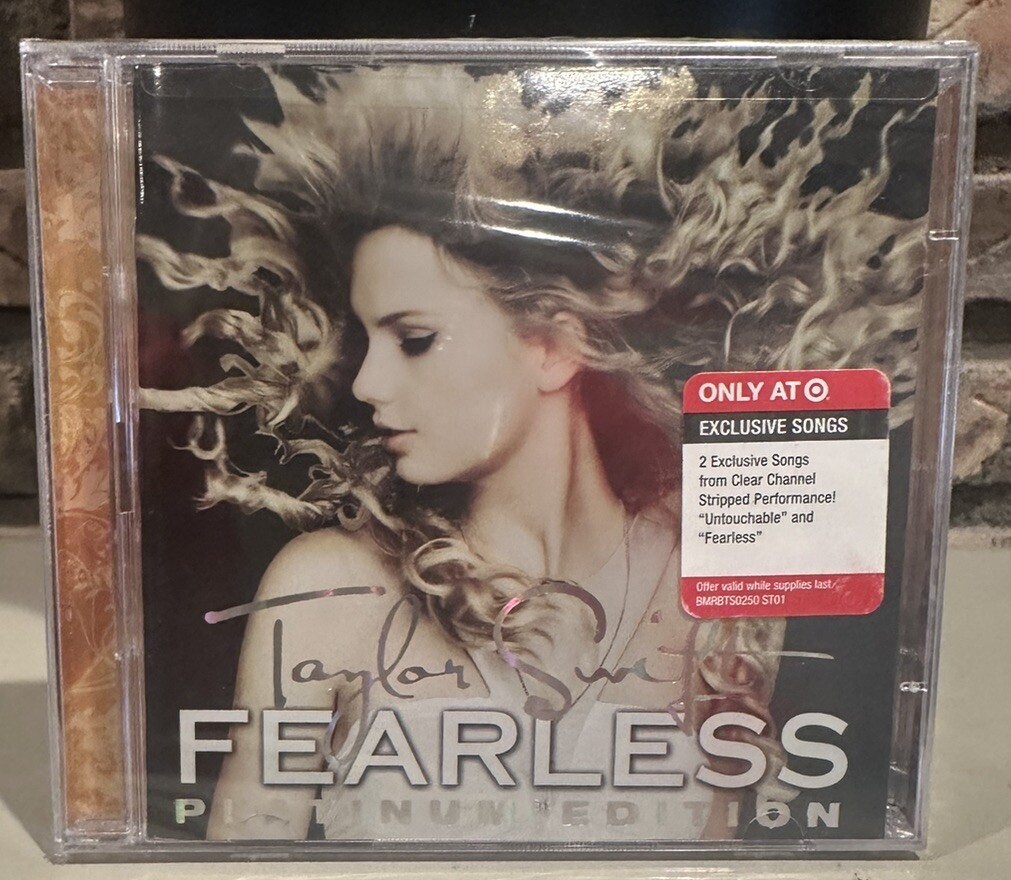 ONLY AT
EXCLUSIVE SONGS
2 Exclusive Songs
from Clear Channel
Stripped Performance!
"Untouchable" and
"Fearless"
Offer valid while supplies last.
BMRBTS0250 ST01
Taylor Swift
FEARLESS
PLATINUM EDITION